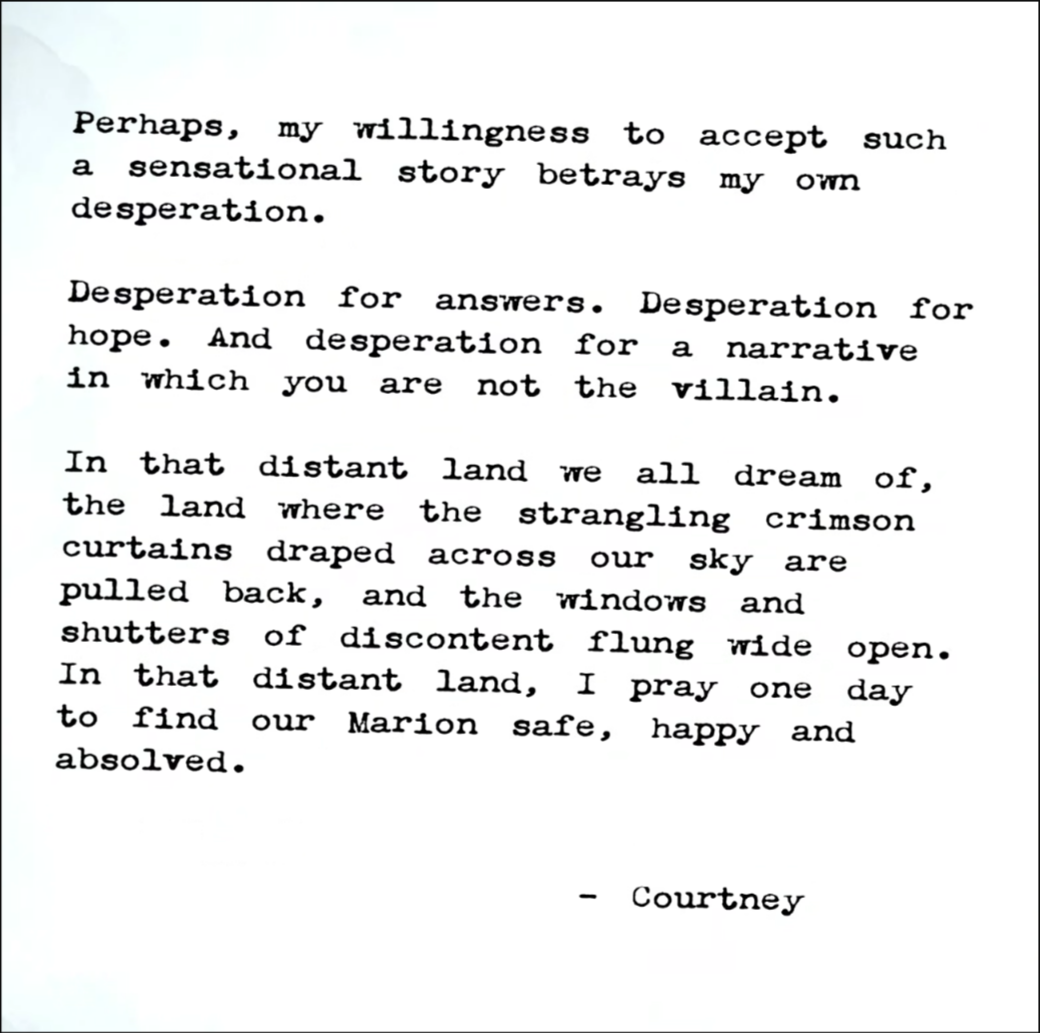 Perhaps, my willingness to accept such
a sensational story betrays my own
desperation.
Desperation for answers. Desperation for
hope. And desperation for a narrative
in which you are not the villain.
In that distant land we all dream of,
the land where the strangling crimson
curtains draped across our sky are
pulled back, and the windows and
shutters of discontent flung wide open.
In that distant land, I pray one day
to find our Marion safe, happy and
absolved.
- Courtney